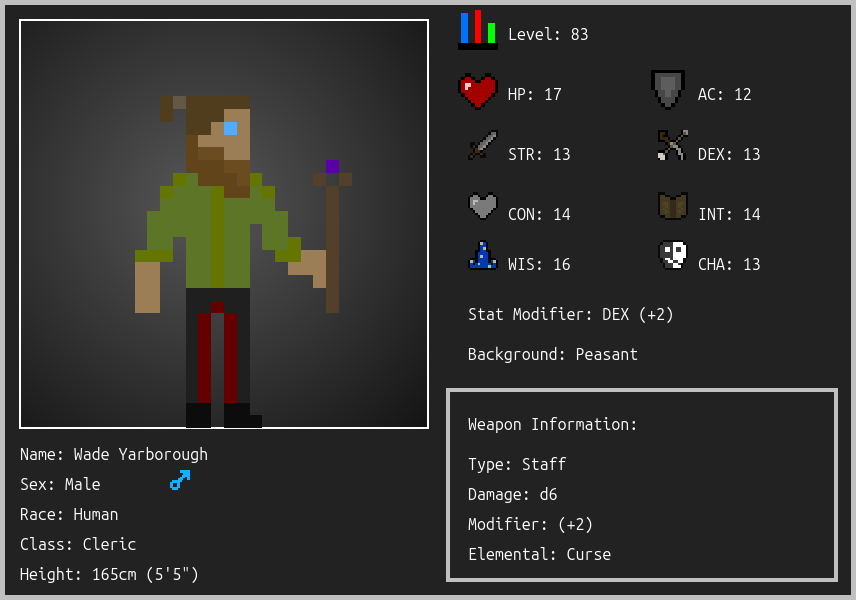 Level: 83
HP: 17
AC: 12
STR: 13
DEX: 13
CON: 14
INT: 14
WIS: 16
CHA: 13
Stat Modifier: DEX (+2)
Background: Peasant
Weapon Information:
Type: Staff
Damage: d6
Modifier: (+2)
Elemental: Curse
Name: Wade Yarborough
Sex: Male
Race: Human
Class: Cleric
Height: 165cm (5'5")